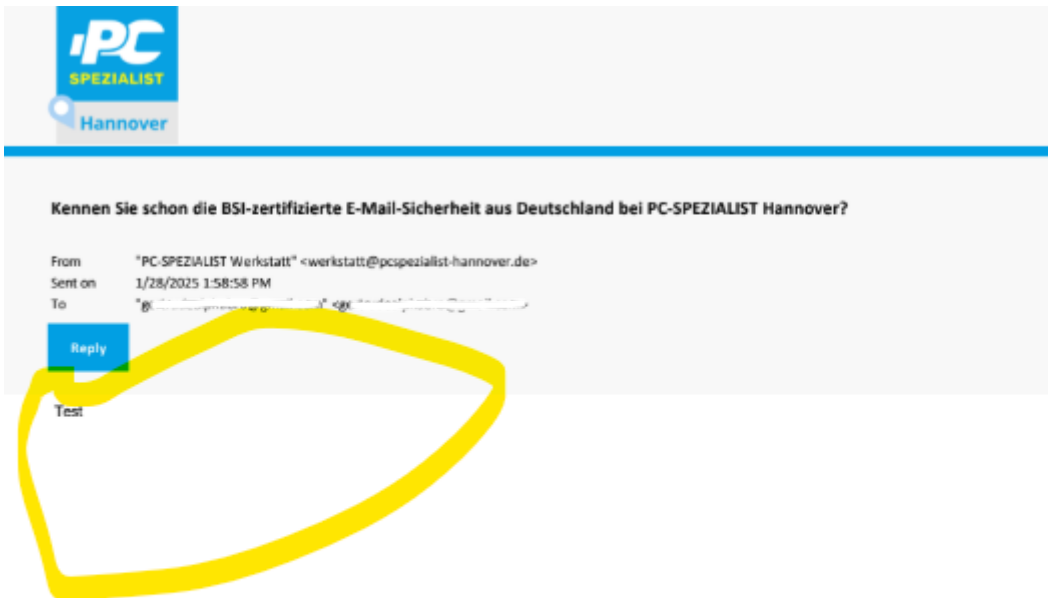 PC
SPEZIALIST
Hannover
Kennen Sie schon die BSI-zertifizierte E-Mail-Sicherheit aus Deutschland bei PC-SPEZIALIST Hannover?
From "PC-SPEZIALIST Werkstatt" <werkstatt@pcspezialist-hannover.de>
Sent on 1/28/2025 1:58:58 PM
To
Reply
Test